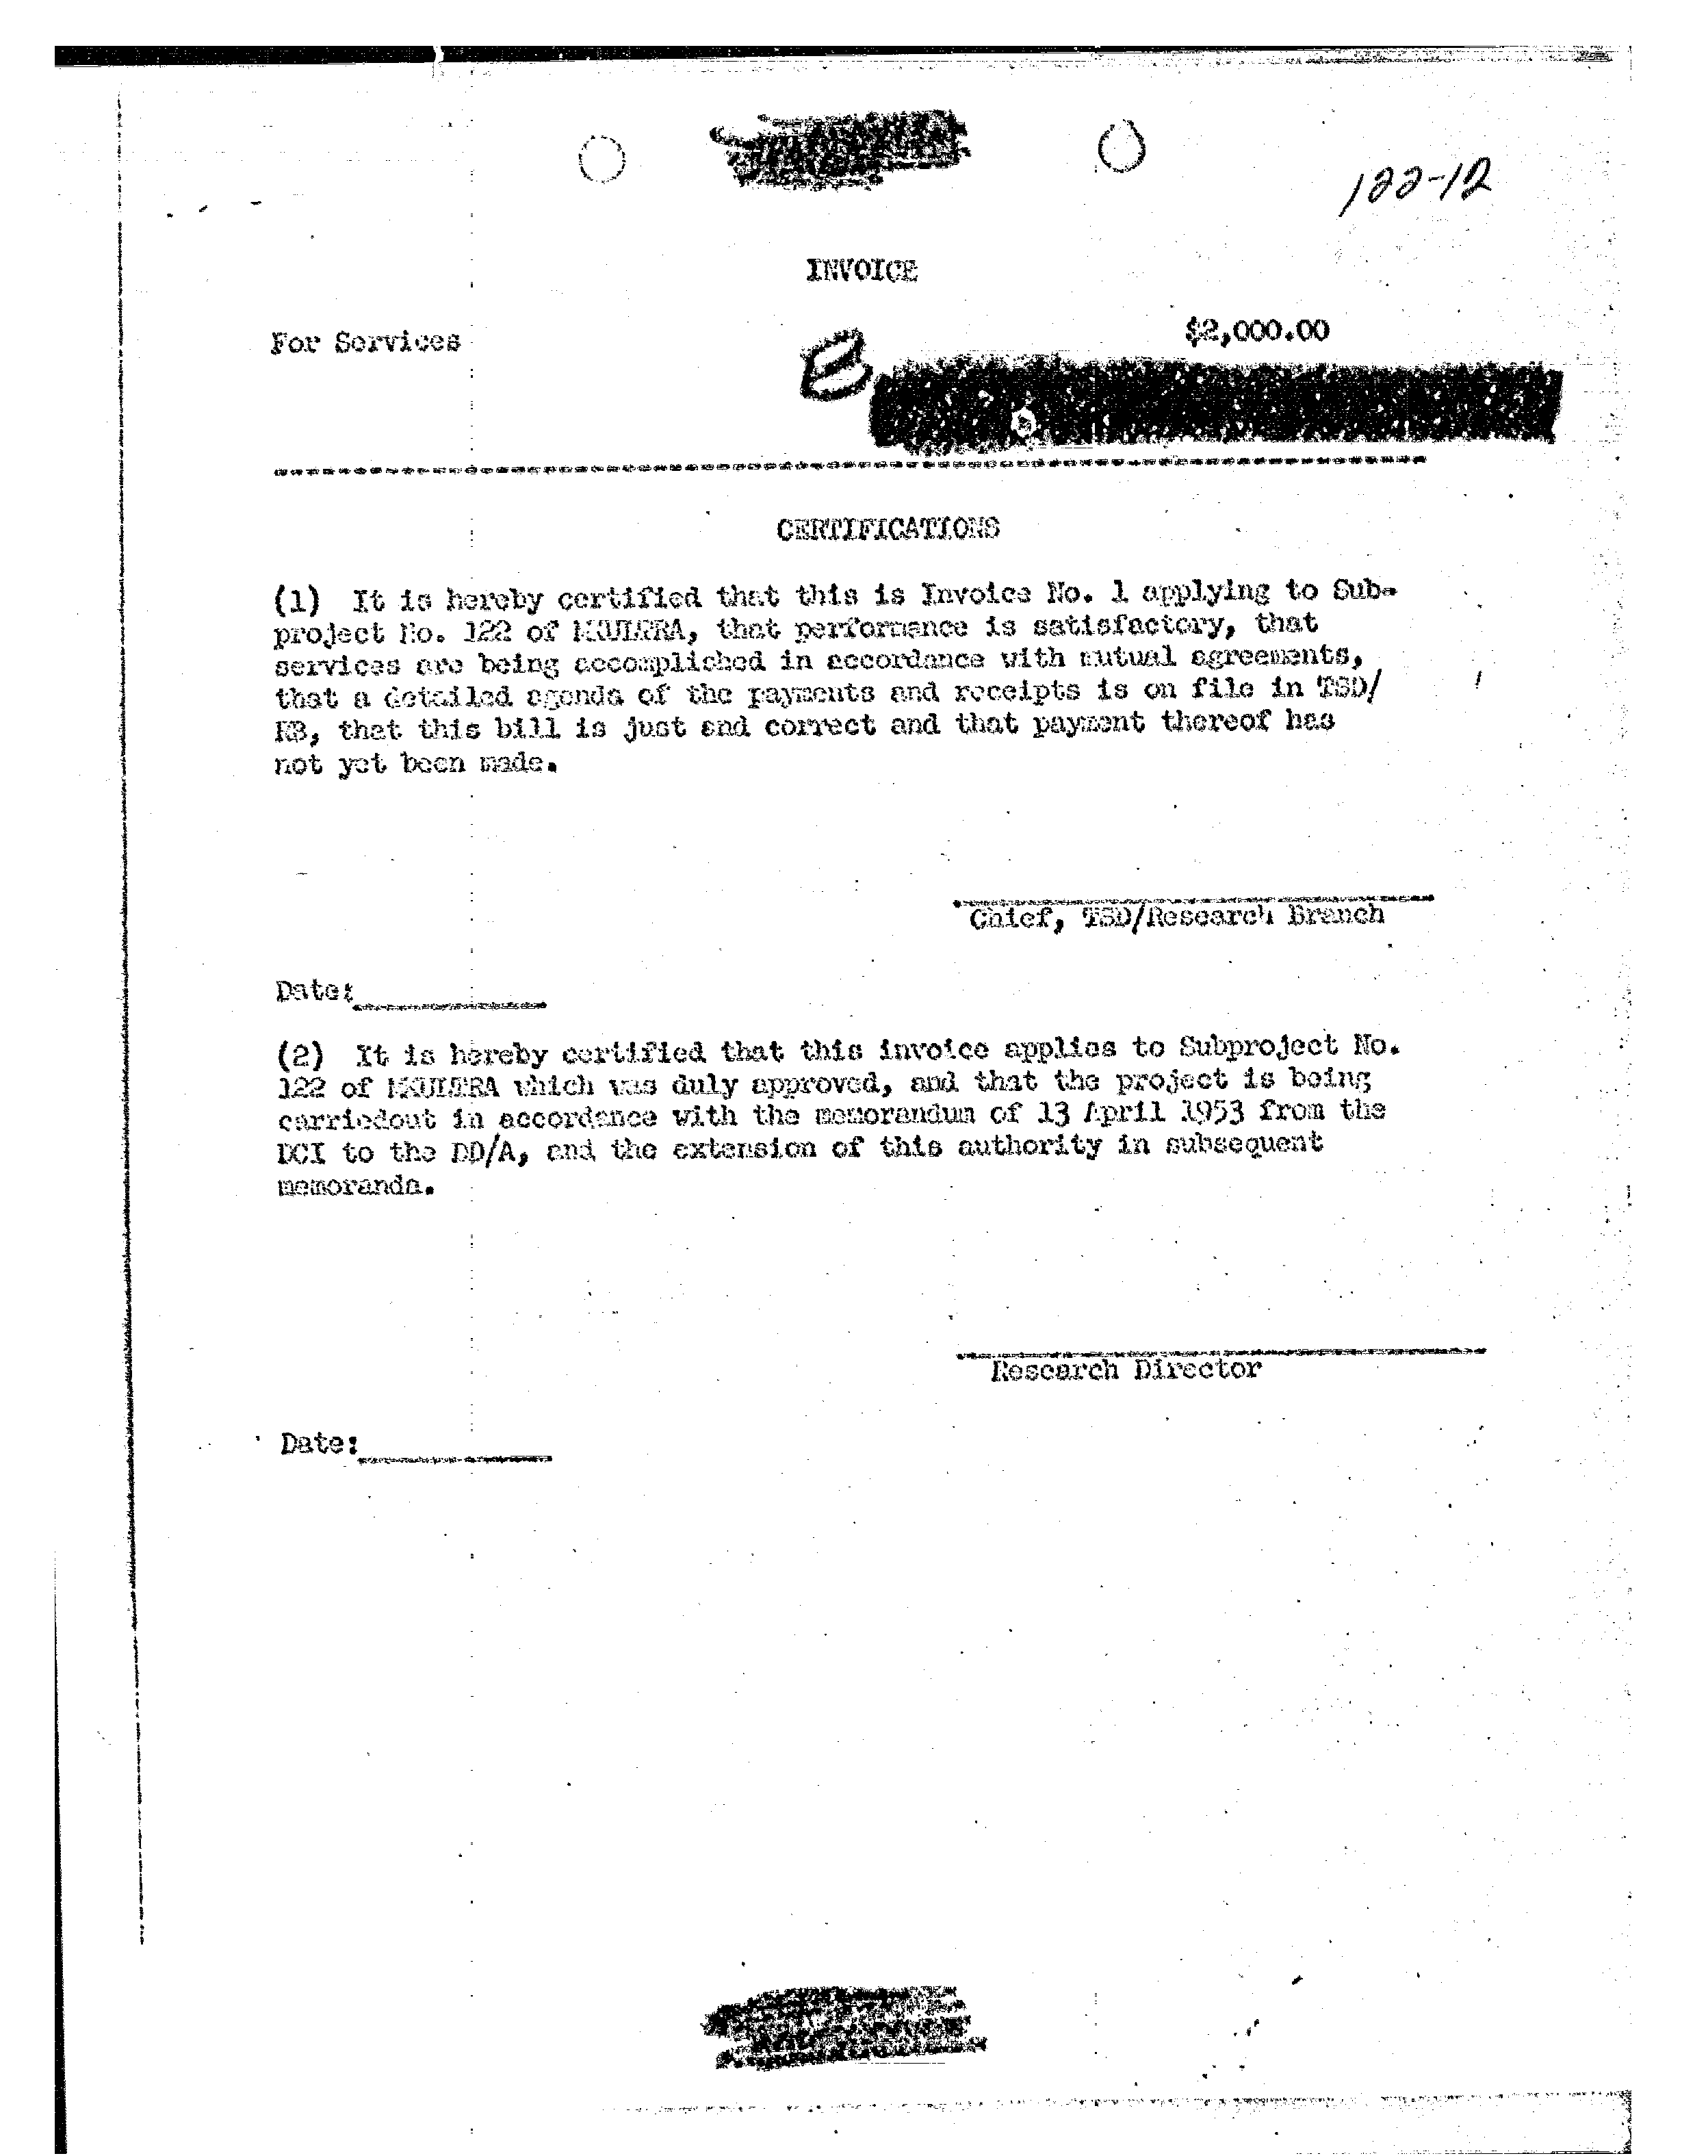 122-12
INVOICE
For Services
$2,000.00
B
CERTIFICATIONS
(1) It is hereby certified that this is Invoice No. 1 applying to Sub-
project No. 122 of MKULTRA, that performance is satisfactory, that
services are being accomplished in accordance with mutual agreements,
that a detailed agenda of the payments and receipts is on file in TSD/
RB, that this bill is just and correct and that payment thereof has
not yet been made.
Chief, TSD/Research Branch
Date:
(2) It is hereby certified that this invoice applies to Subproject No.
122 of MKULTRA which was duly approved, and that the project is being
carriedout in accordance with the memorandum of 13 April 1953 from the
DCI to the DD/A, and the extension of this authority in subsequent
memoranda.
Research Director
Date: